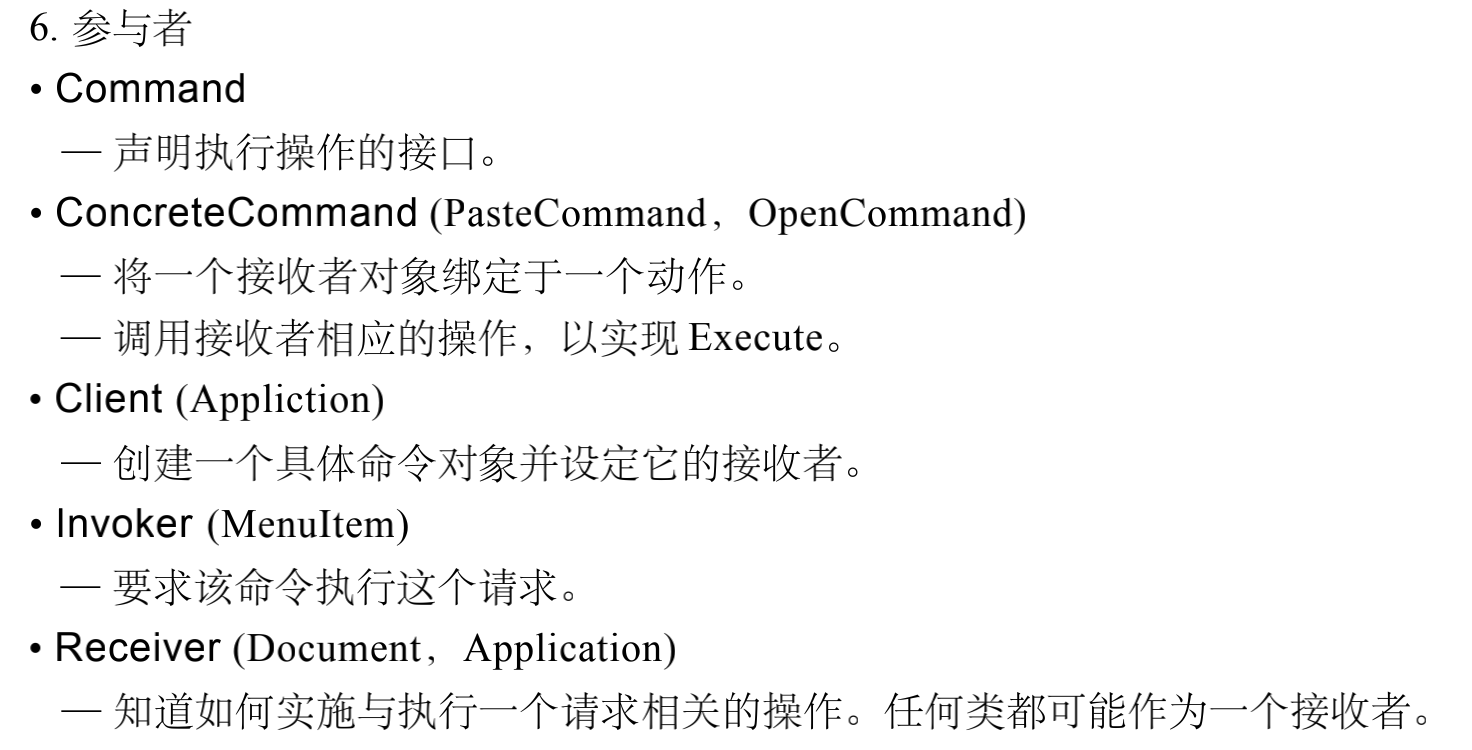 6. 参与者
• Command
— 声明执行操作的接口。
• ConcreteCommand (PasteCommand，OpenCommand)
— 将一个接收者对象绑定于一个动作。
— 调用接收者相应的操作，以实现 Execute。
• Client (Appliction)
— 创建一个具体命令对象并设定它的接收者。
• Invoker (MenuItem)
— 要求该命令执行这个请求。
• Receiver (Document，Application)
— 知道如何实施与执行一个请求相关的操作。任何类都可能作为一个接收者。